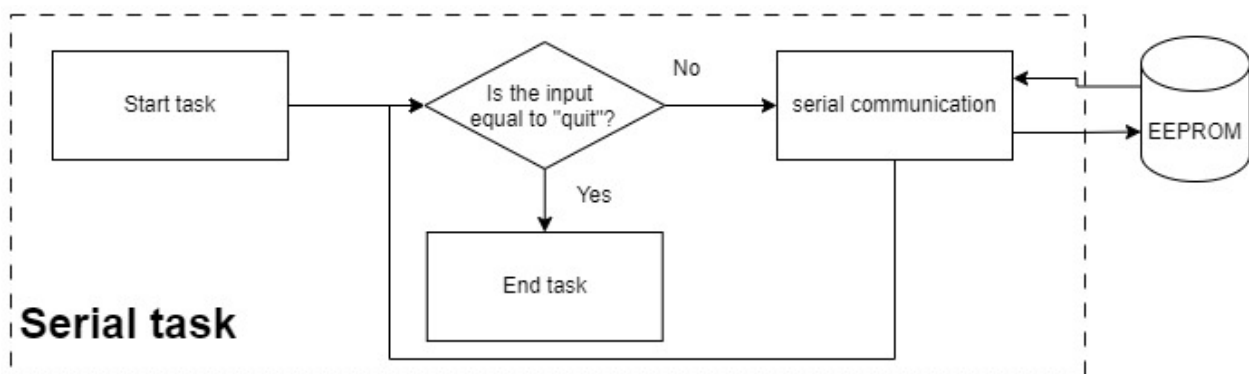 Start task
Is the input
equal to "quit"?
No
serial communication
EEPROM
Yes
End task
Serial task